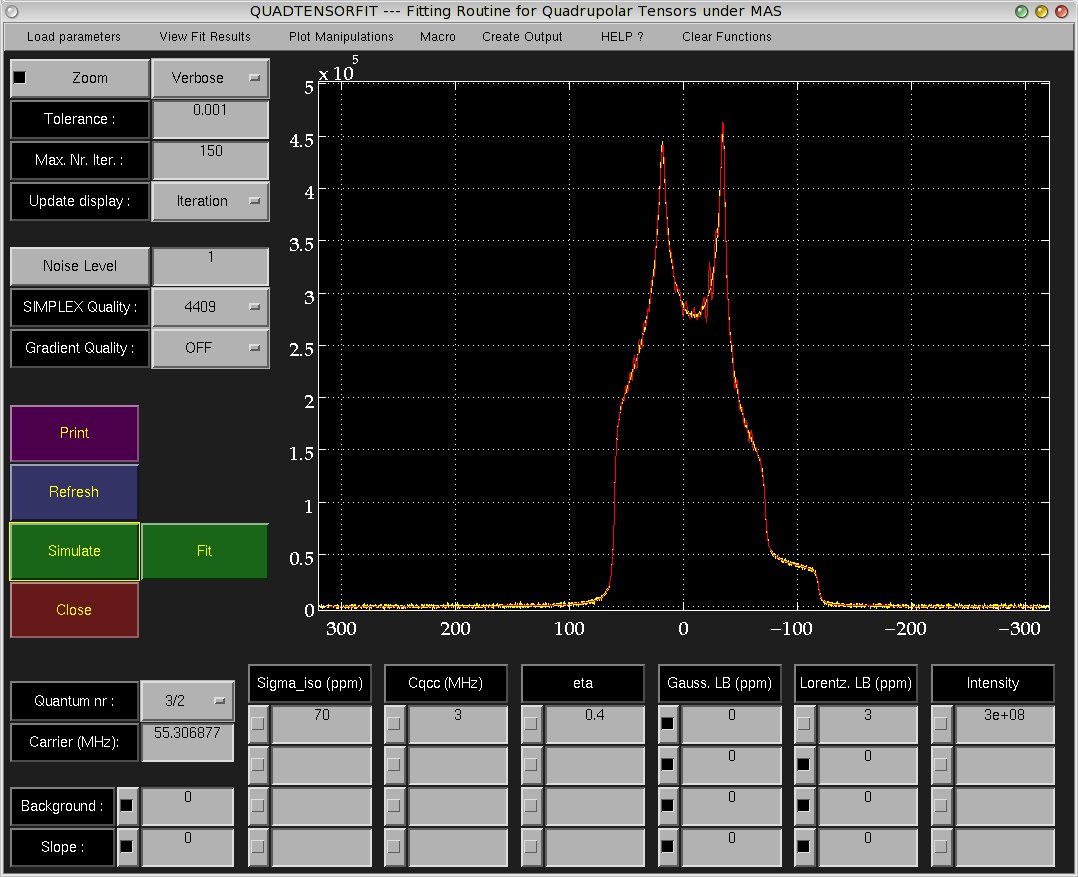 QUADTENSORFIT --- Fitting Routine for Quadrupolar Tensors under MAS
Load parameters View Fit Results Plot Manipulations Macro Create Output HELP ? Clear Functions
Zoom Verbose
Tolerance : 0.001
Max. Nr. Iter. : 150
Update display : Iteration
Noise Level 1
SIMPLEX Quality : 4409
Gradient Quality : OFF
Print
Refresh
Simulate Fit
Close
x 10^5
5
4.5
4
3.5
3
2.5
2
1.5
1
0.5
0
300 200 100 0 −100 −200 −300
Sigma_iso (ppm) Cqcc (MHz) eta Gauss. LB (ppm) Lorentz. LB (ppm) Intensity
Quantum nr : 3/2 70 3 0.4 0 3 3e+08
Carrier (MHz): 55.306877 0 0
Background : 0 0 0
Slope : 0 0 0